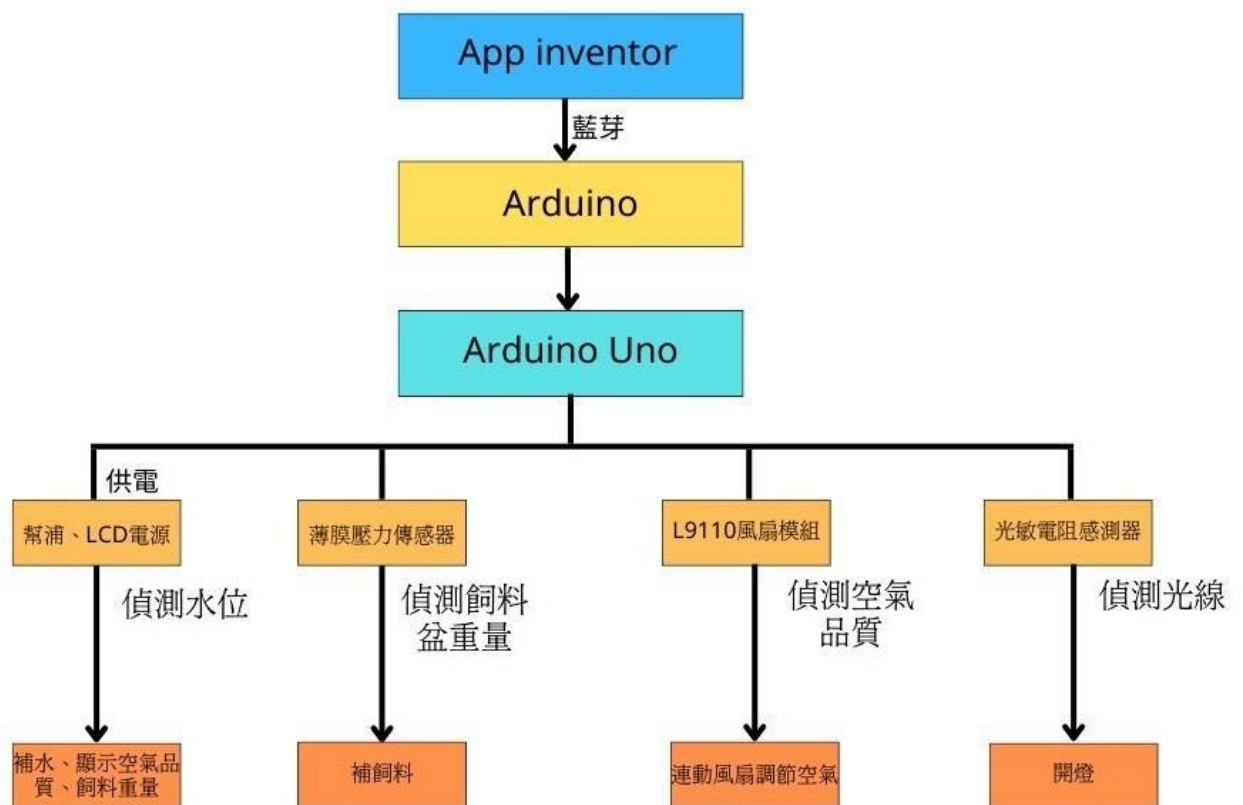 App inventor
藍芽
Arduino
Arduino Uno
供電
幫浦、LCD電源
薄膜壓力傳感器
L9110風扇模組
光敏電阻感測器
偵測水位
偵測飼料
盆重量
偵測空氣
品質
偵測光線
補水、顯示空氣品
質、飼料重量
補飼料
連動風扇調節空氣
開燈